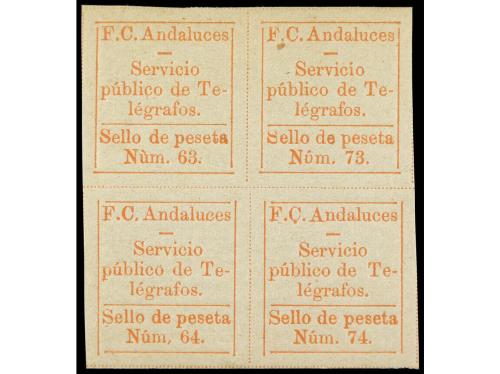 F.C. Andaluces
Servicio
público de Te-
légrafos.
Sello de peseta
Nùm. 63.
F.C. Andaluces
Servicio
público de Te-
légrafos.
Sello de peseta
Nóm. 73.
F.C. Andaluces
Servicio
público de Te-
légrafos.
Sello de peseta
Núm, 64.
F.C. Andaluces
Servicio
público de Te-
légrafos.
Sello de peseta
Núm. 74.